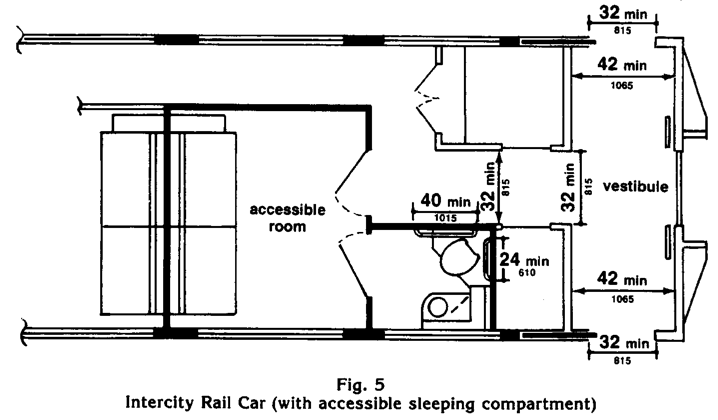 32 min
815
42 min
1065
40 min
1015
32 min
815
32 min
815
vestibule
accessible
room
24 min
610
42 min
1065
32 min
815
Fig. 5
Intercity Rail Car (with accessible sleeping compartment)